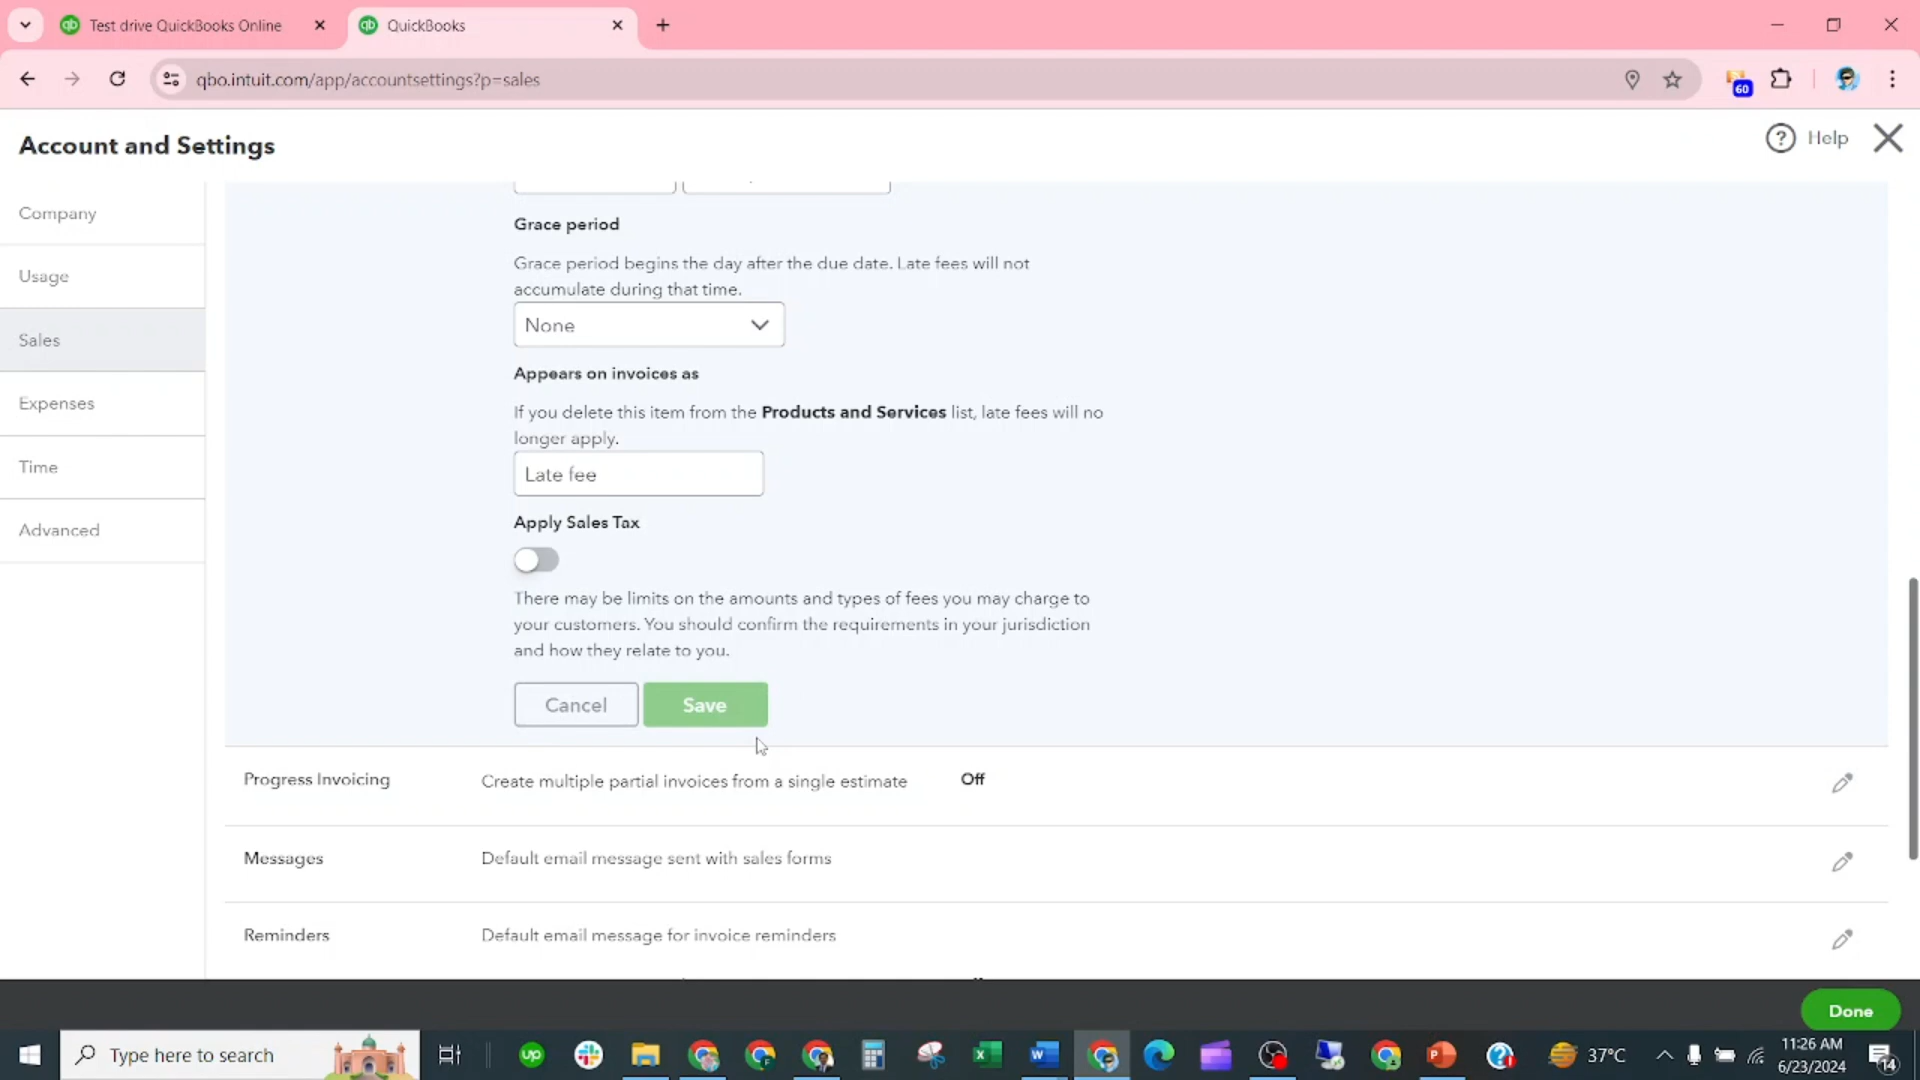 Test drive QuickBooks Online
QuickBooks
qbo.intuit.com/app/accountsettings?p=sales
60
Account and Settings
Help
Company
Usage
Sales
Expenses
Time
Advanced
Grace period
Grace period begins the day after the due date. Late fees will not
accumulate during that time.
None
Appears on invoices as
If you delete this item from the Products and Services list, late fees will no
longer apply.
Late fee
Apply Sales Tax
There may be limits on the amounts and types of fees you may charge to
your customers. You should confirm the requirements in your jurisdiction
and how they relate to you.
Cancel
Save
Progress Invoicing
Create multiple partial invoices from a single estimate
Off
Messages
Default email message sent with sales forms
Reminders
Default email message for invoice reminders
Done
Type here to search
37°C
11:26 AM
6/23/2024
14